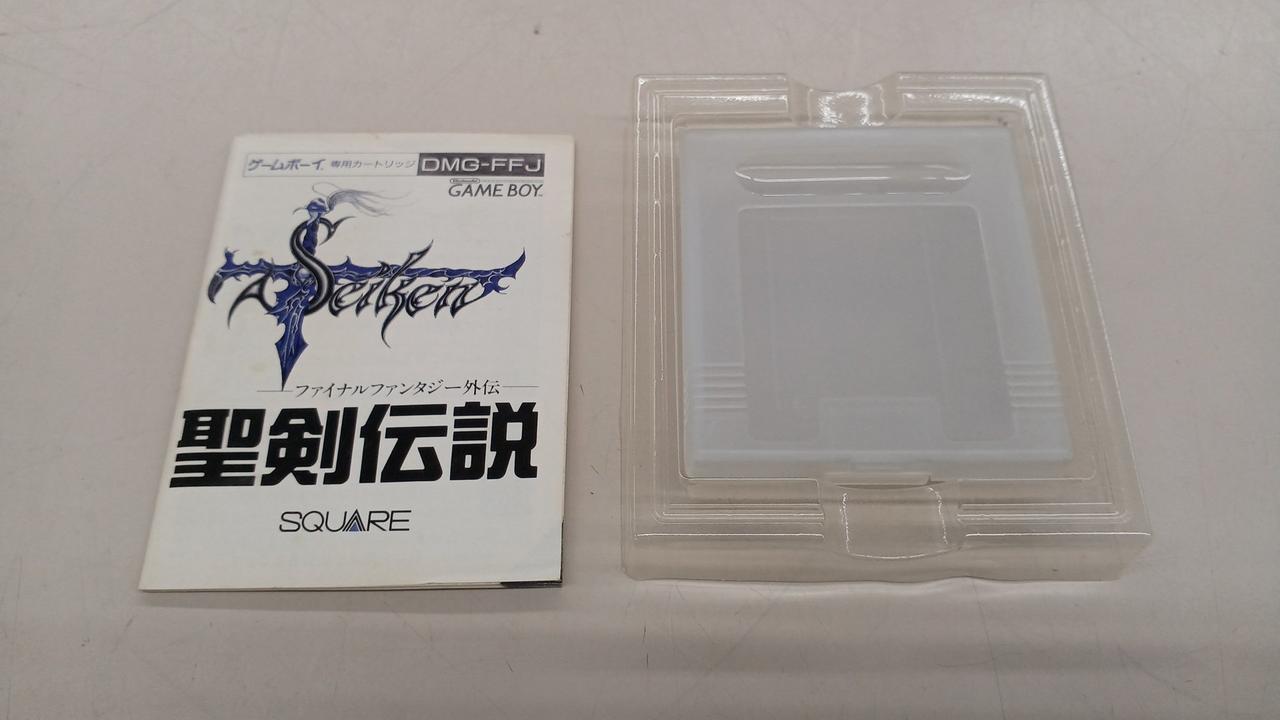 ゲームボーイ 専用カートリッジ DMG-FFJ
Nintendo
GAME BOY™
Seiken
ファイナルファンタジー外伝
聖剣伝説
SQUARE